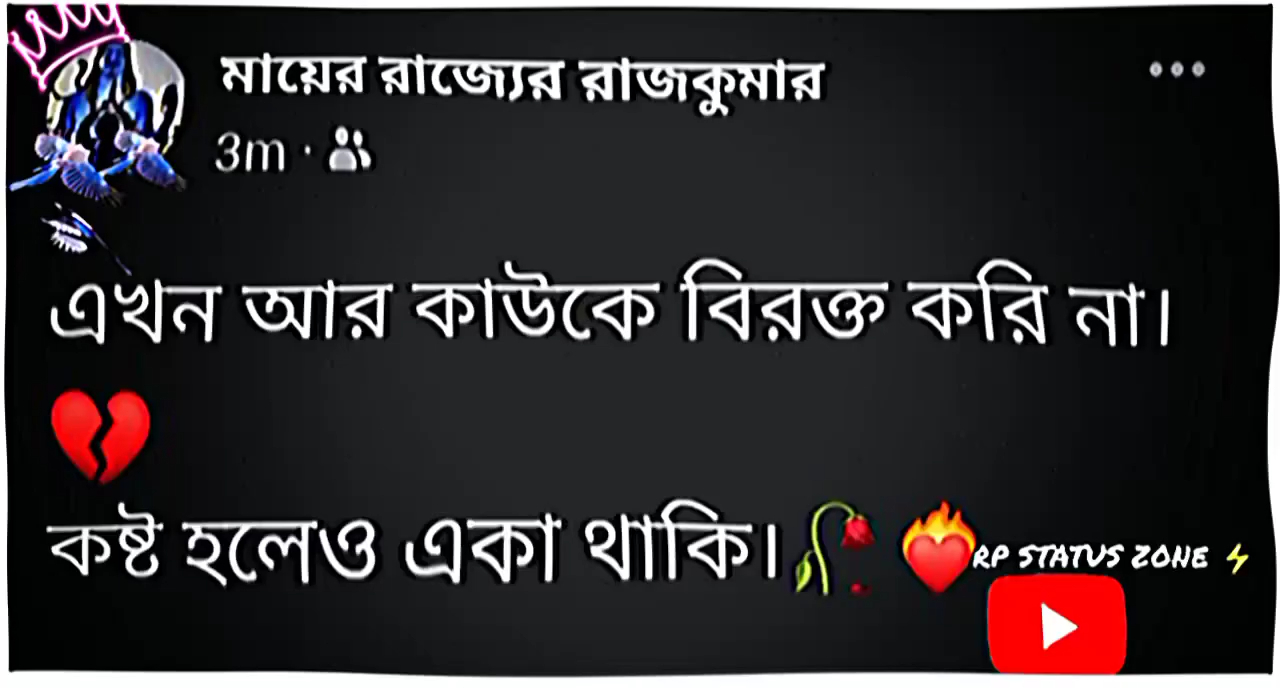 মায়ের রাজ্যের রাজকুমার
3m ·
এখন আর কাউকে বিরক্ত করি না।
💔
কষ্ট হলেও একা থাকি।🥀 ❤️‍🔥
RP STATUS ZONE ⚡